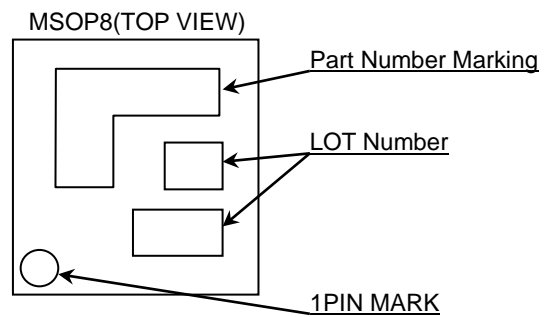 MSOP8(TOP VIEW)
Part Number Marking
LOT Number
1PIN MARK